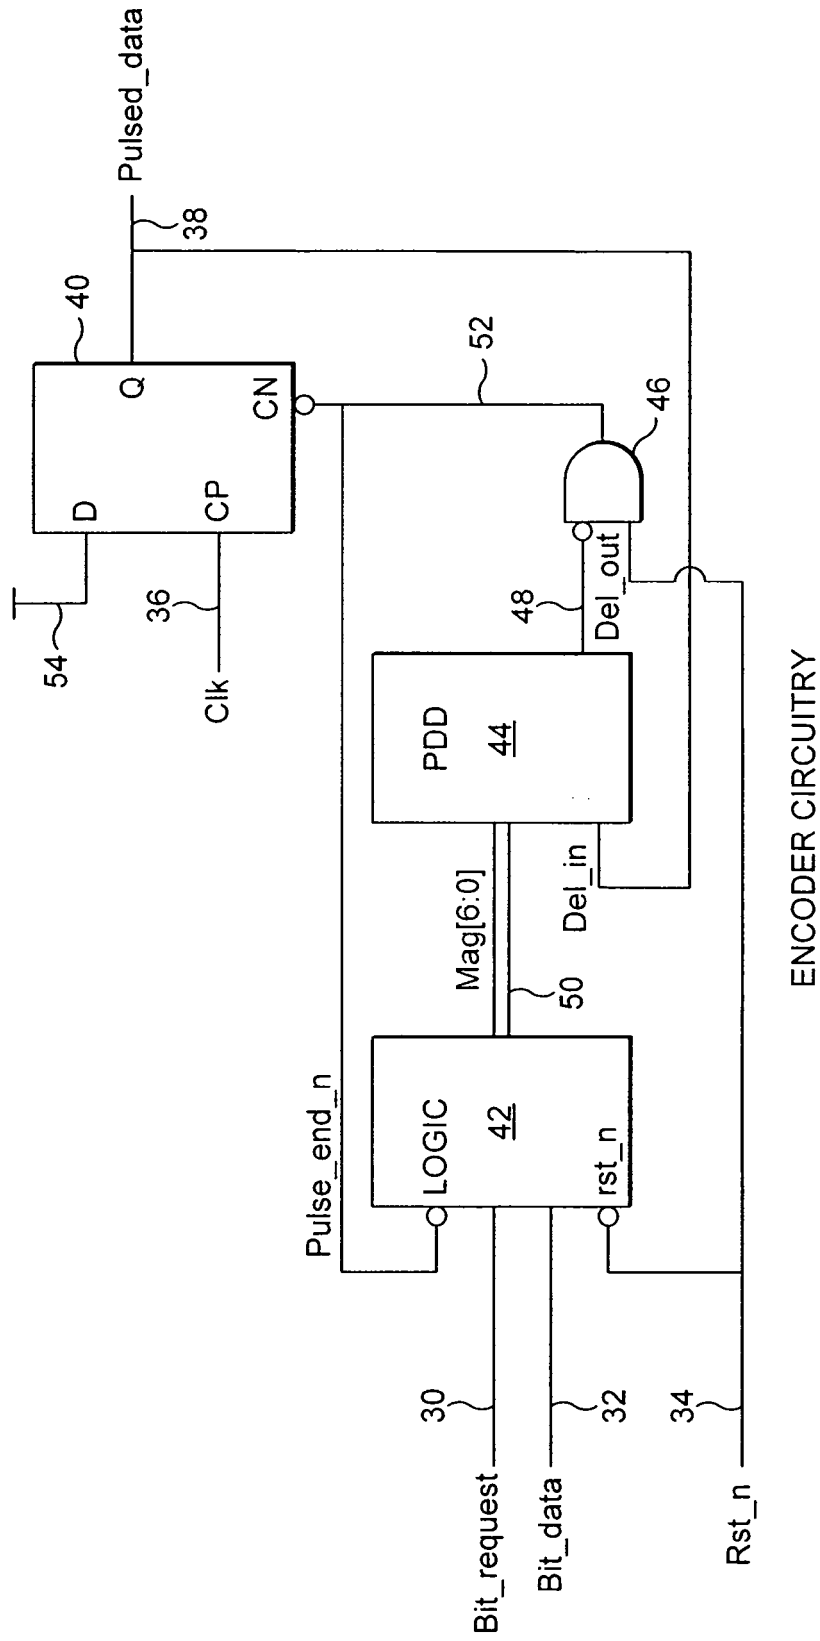 Pulsed_data
38
40
Q
CN
D
CP
54
36
Clk
52
46
48
Del_out
PDD
44
Mag[6:0]
Del_in
50
Pulse_end_n
LOGIC
42
rst_n
30
32
34
Bit_request
Bit_data
Rst_n
ENCODER CIRCUITRY